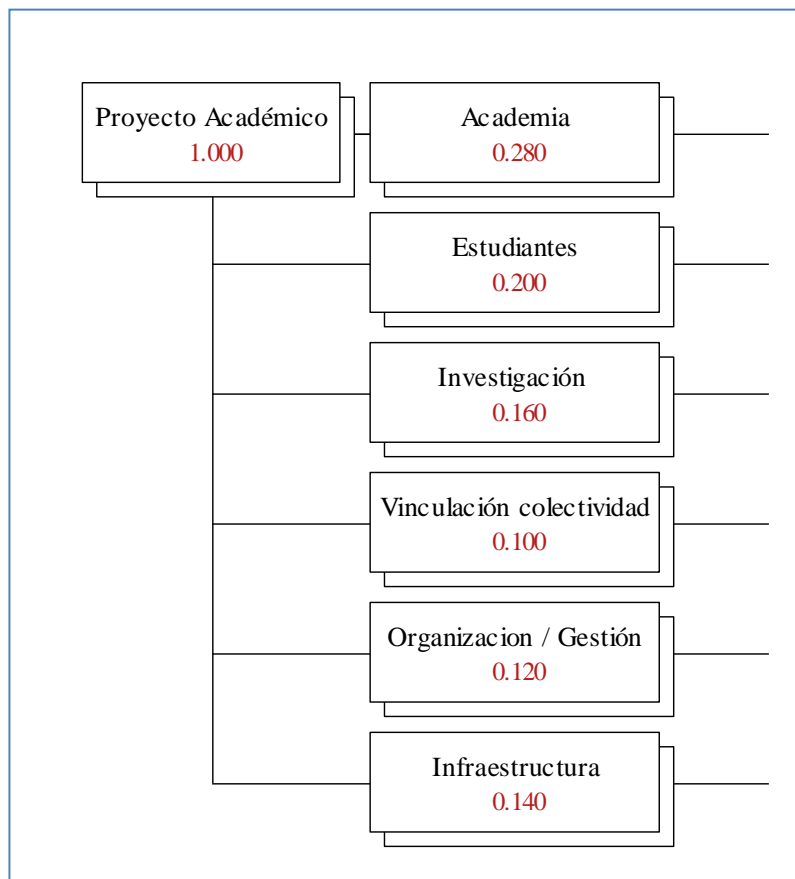 Proyecto Académico
1.000
Academia
0.280
Estudiantes
0.200
Investigación
0.160
Vinculación colectividad
0.100
Organizacion / Gestión
0.120
Infraestructura
0.140